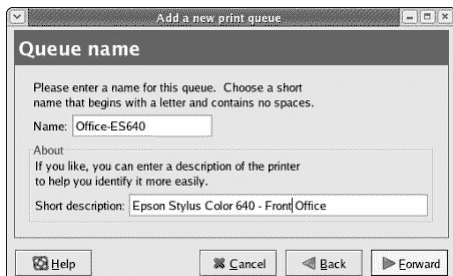 Add a new print queue
Queue name
Please enter a name for this queue. Choose a short
name that begins with a letter and contains no spaces.
Name: Office-ES640
About
If you like, you can enter a description of the printer
to help you identify it more easily.
Short description: Epson Stylus Color 640 - Front Office
Help Cancel Back Forward